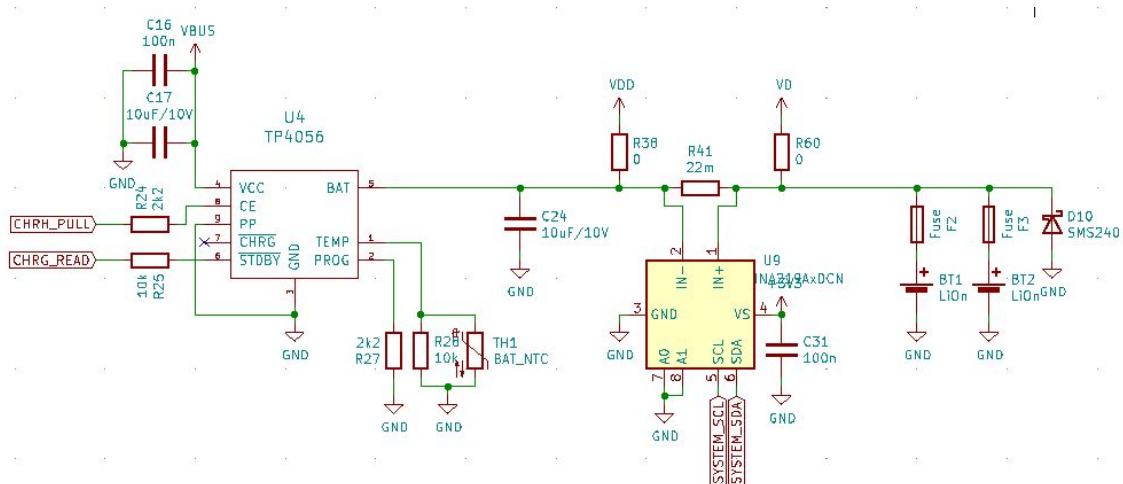 C16
100n
VBUS
C17
10uF/10V
GND
U4
TP4056
4
VCC
BAT
5
8
CE
9
PP
7
CHRG
TEMP
1
6
STDBY
PROG
2
GND
3
GND
CHRH_PULL
R24
2k2
CHRG_READ
10k
R25
2k2
R27
GND
R28
10k
GND
TH1
BAT_NTC
C24
10uF/10V
GND
VDD
R38
0
R41
22m
VD
R60
0
2
1
IN-
IN+
U9
INA219AxDCN
+3V3
3
GND
VS
4
GND
A0
A1
SCL
SDA
7
8
5
6
GND
SYSTEM_SCL
SYSTEM_SDA
C31
100n
GND
Fuse
F2
Fuse
F3
D10
SMS240
GND
+
BT1
LiOn
GND
+
BT2
LiOn
GND